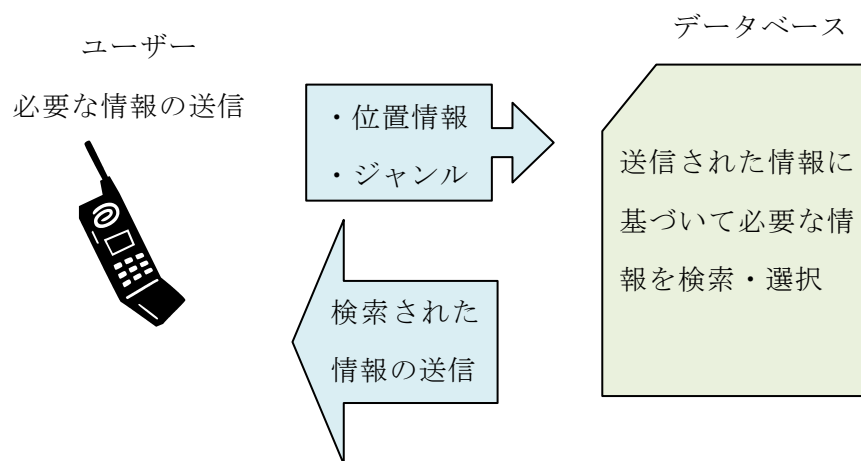 ユーザー
必要な情報の送信
・位置情報
・ジャンル
検索された
情報の送信
データベース
送信された情報に
基づいて必要な情
報を検索・選択